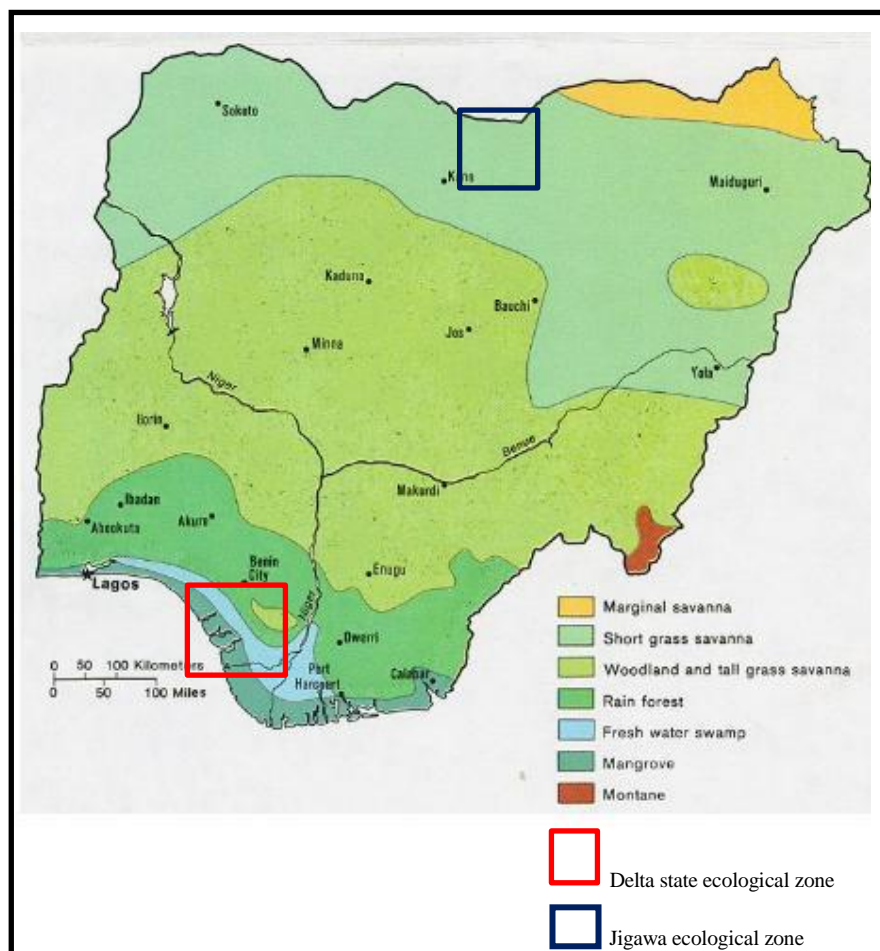 Sokoto
Kano
Maiduguri
Kaduna
Bauchi
Jos
Minna
Yola
Niger
Ilorin
Benue
Makurdi
Ibadan
Abeokuta
Akure
Benin
City
Enugu
Lagos
Niger
Owerri
0 50 100 Kilometers
0 50 100 Miles
Port
Harcourt
Calabar
Marginal savanna
Short grass savanna
Woodland and tall grass savanna
Rain forest
Fresh water swamp
Mangrove
Montane
Delta state ecological zone
Jigawa ecological zone